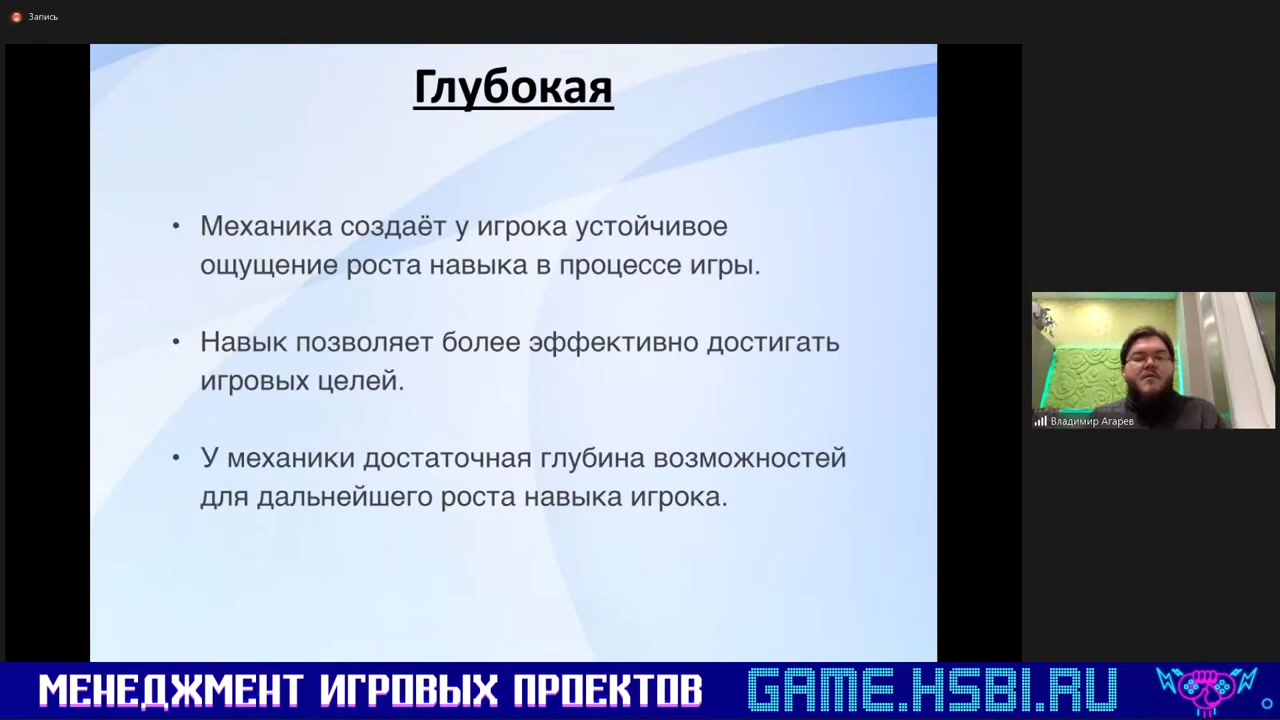 Запись
Глубокая
• Механика создаёт у игрока устойчивое
ощущение роста навыка в процессе игры.
• Навык позволяет более эффективно достигать
игровых целей.
• У механики достаточная глубина возможностей
для дальнейшего роста навыка игрока.
Владимир Агарев
МЕНЕДЖМЕНТ ИГРОВЫХ ПРОЕКТОВ
GAME.HSBI.RU